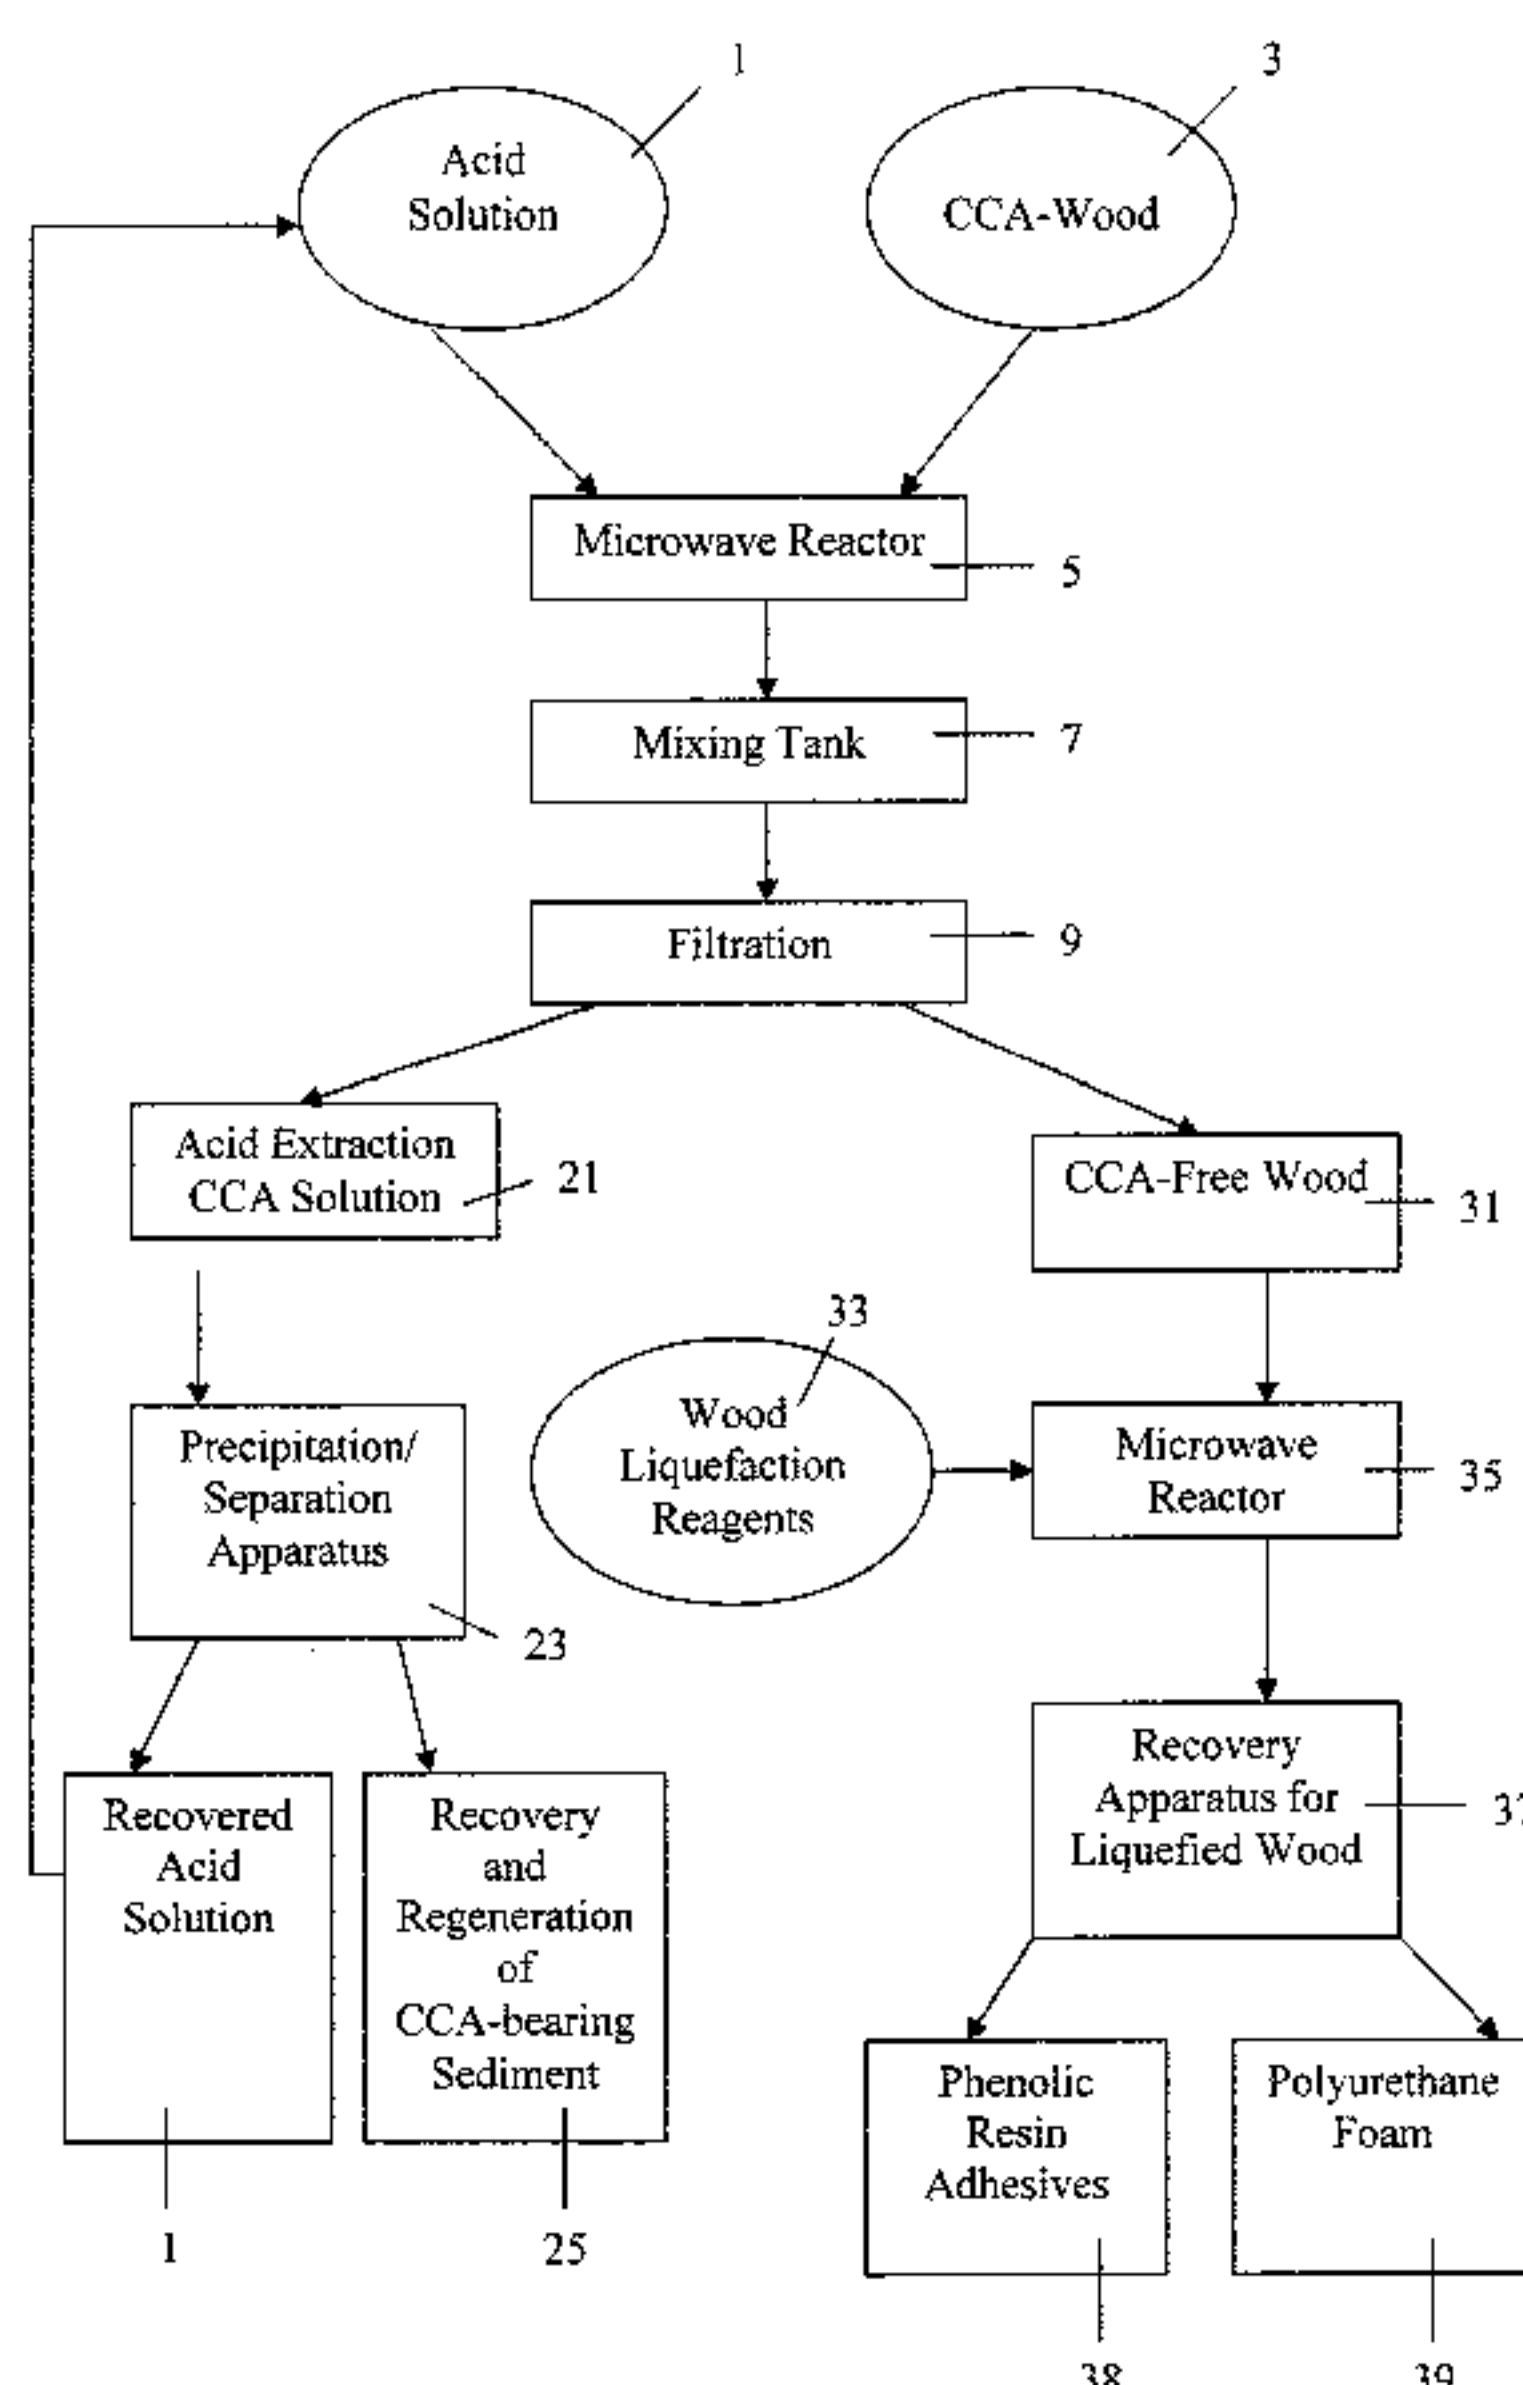 1
3
Acid
Solution
CCA-Wood
Microwave Reactor
5
Mixing Tank
7
Filtration
9
Acid Extraction
CCA Solution
21
CCA-Free Wood
31
33
Wood
Liquefaction
Reagents
Precipitation/
Separation
Apparatus
23
Microwave
Reactor
35
Recovery
Apparatus for
Liquefied Wood
Recovered
Acid
Solution
Recovery
and
Regeneration
of
CCA-bearing
Sediment
Phenolic
Resin
Adhesives
Polyurethane
Foam
1
25
38
39